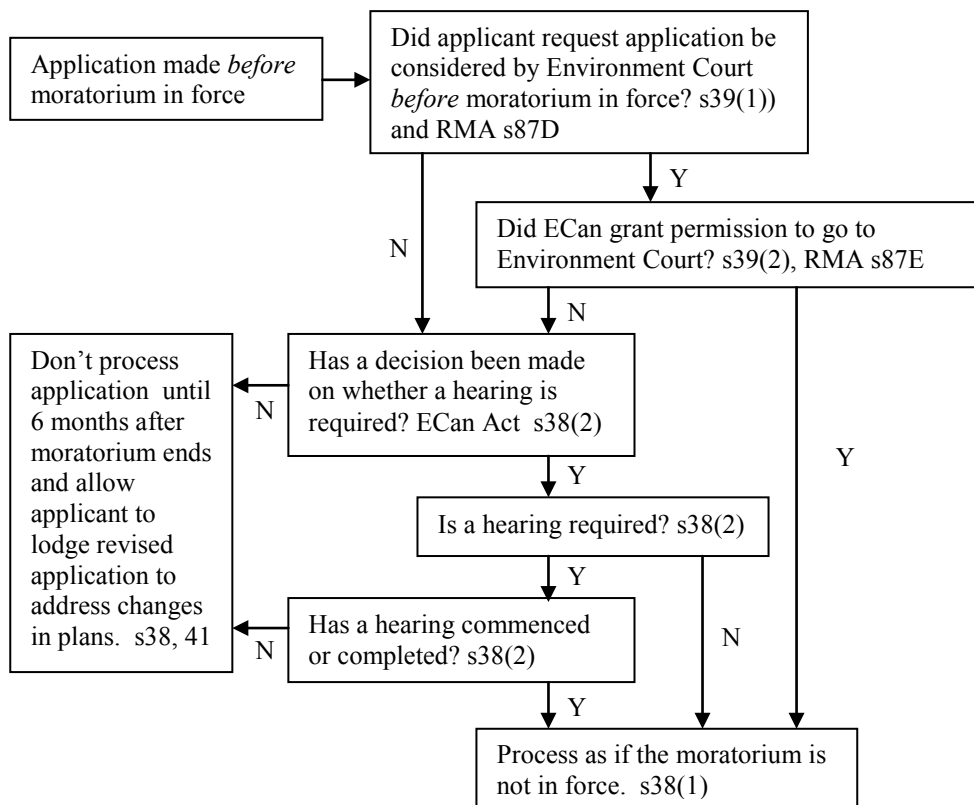 Application made before
moratorium in force
Did applicant request application be
considered by Environment Court
before moratorium in force? s39(1))
and RMA s87D
N
Y
Did ECan grant permission to go to
Environment Court? s39(2), RMA s87E
N
Y
Has a decision been made
on whether a hearing is
required? ECan Act s38(2)
N
Don’t process
application until
6 months after
moratorium ends
and allow
applicant to
lodge revised
application to
address changes
in plans. s38, 41
Y
Is a hearing required? s38(2)
Y
N
Has a hearing commenced
or completed? s38(2)
N
Y
Process as if the moratorium is
not in force. s38(1)